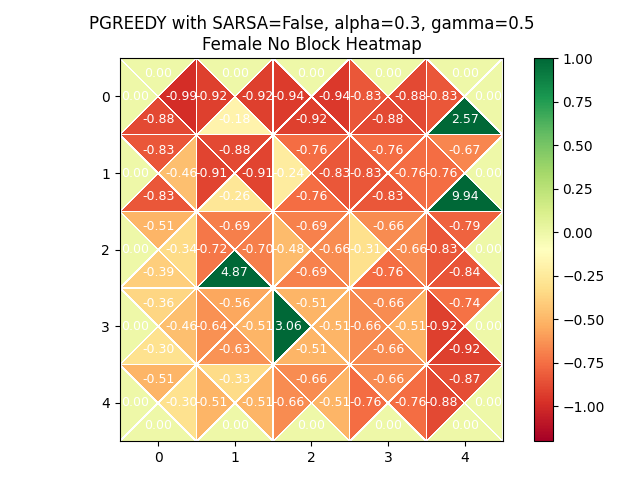 PGREEDY with SARSA=False, alpha=0.3, gamma=0.5
Female No Block Heatmap
0.00 0.00 0.00 0.00 0.00
0 0.00 -0.99 -0.92 -0.92 -0.94 -0.94 -0.83 -0.88 -0.83 0.00
-0.88 -0.18 -0.92 -0.88 2.57
-0.83 -0.88 -0.76 -0.76 -0.67
1 0.00 -0.46 -0.91 -0.91 -0.24 -0.83 -0.83 -0.76 -0.76 0.00
-0.83 -0.26 -0.76 -0.83 9.94
-0.51 -0.69 -0.69 -0.66 -0.79
2 0.00 -0.34 -0.72 -0.70 -0.48 -0.66 -0.31 -0.66 -0.83 0.00
-0.39 4.87 -0.69 -0.76 -0.84
-0.36 -0.56 -0.51 -0.66 -0.74
3 0.00 -0.46 -0.64 -0.51 3.06 -0.51 -0.66 -0.51 -0.92 0.00
-0.30 -0.63 -0.51 -0.66 -0.92
-0.51 -0.33 -0.66 -0.66 -0.87
4 0.00 -0.30 -0.51 -0.51 -0.66 -0.51 -0.76 -0.76 -0.88 0.00
0.00 0.00 0.00 0.00 0.00
0 1 2 3 4
1.00
0.75
0.50
0.25
0.00
−0.25
−0.50
−0.75
−1.00